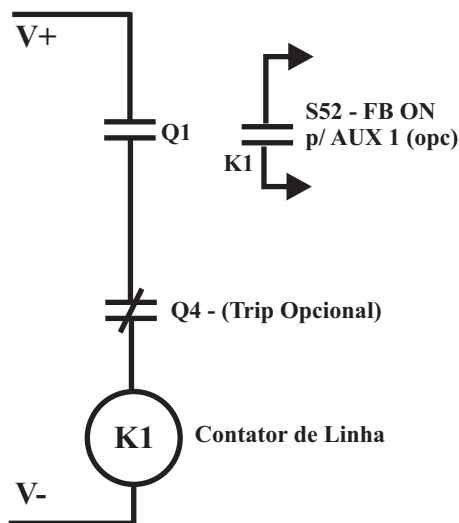 V+
Q1
S52 - FB ON
p/ AUX 1 (opc)
K1
Q4 - (Trip Opcional)
K1
Contator de Linha
V-